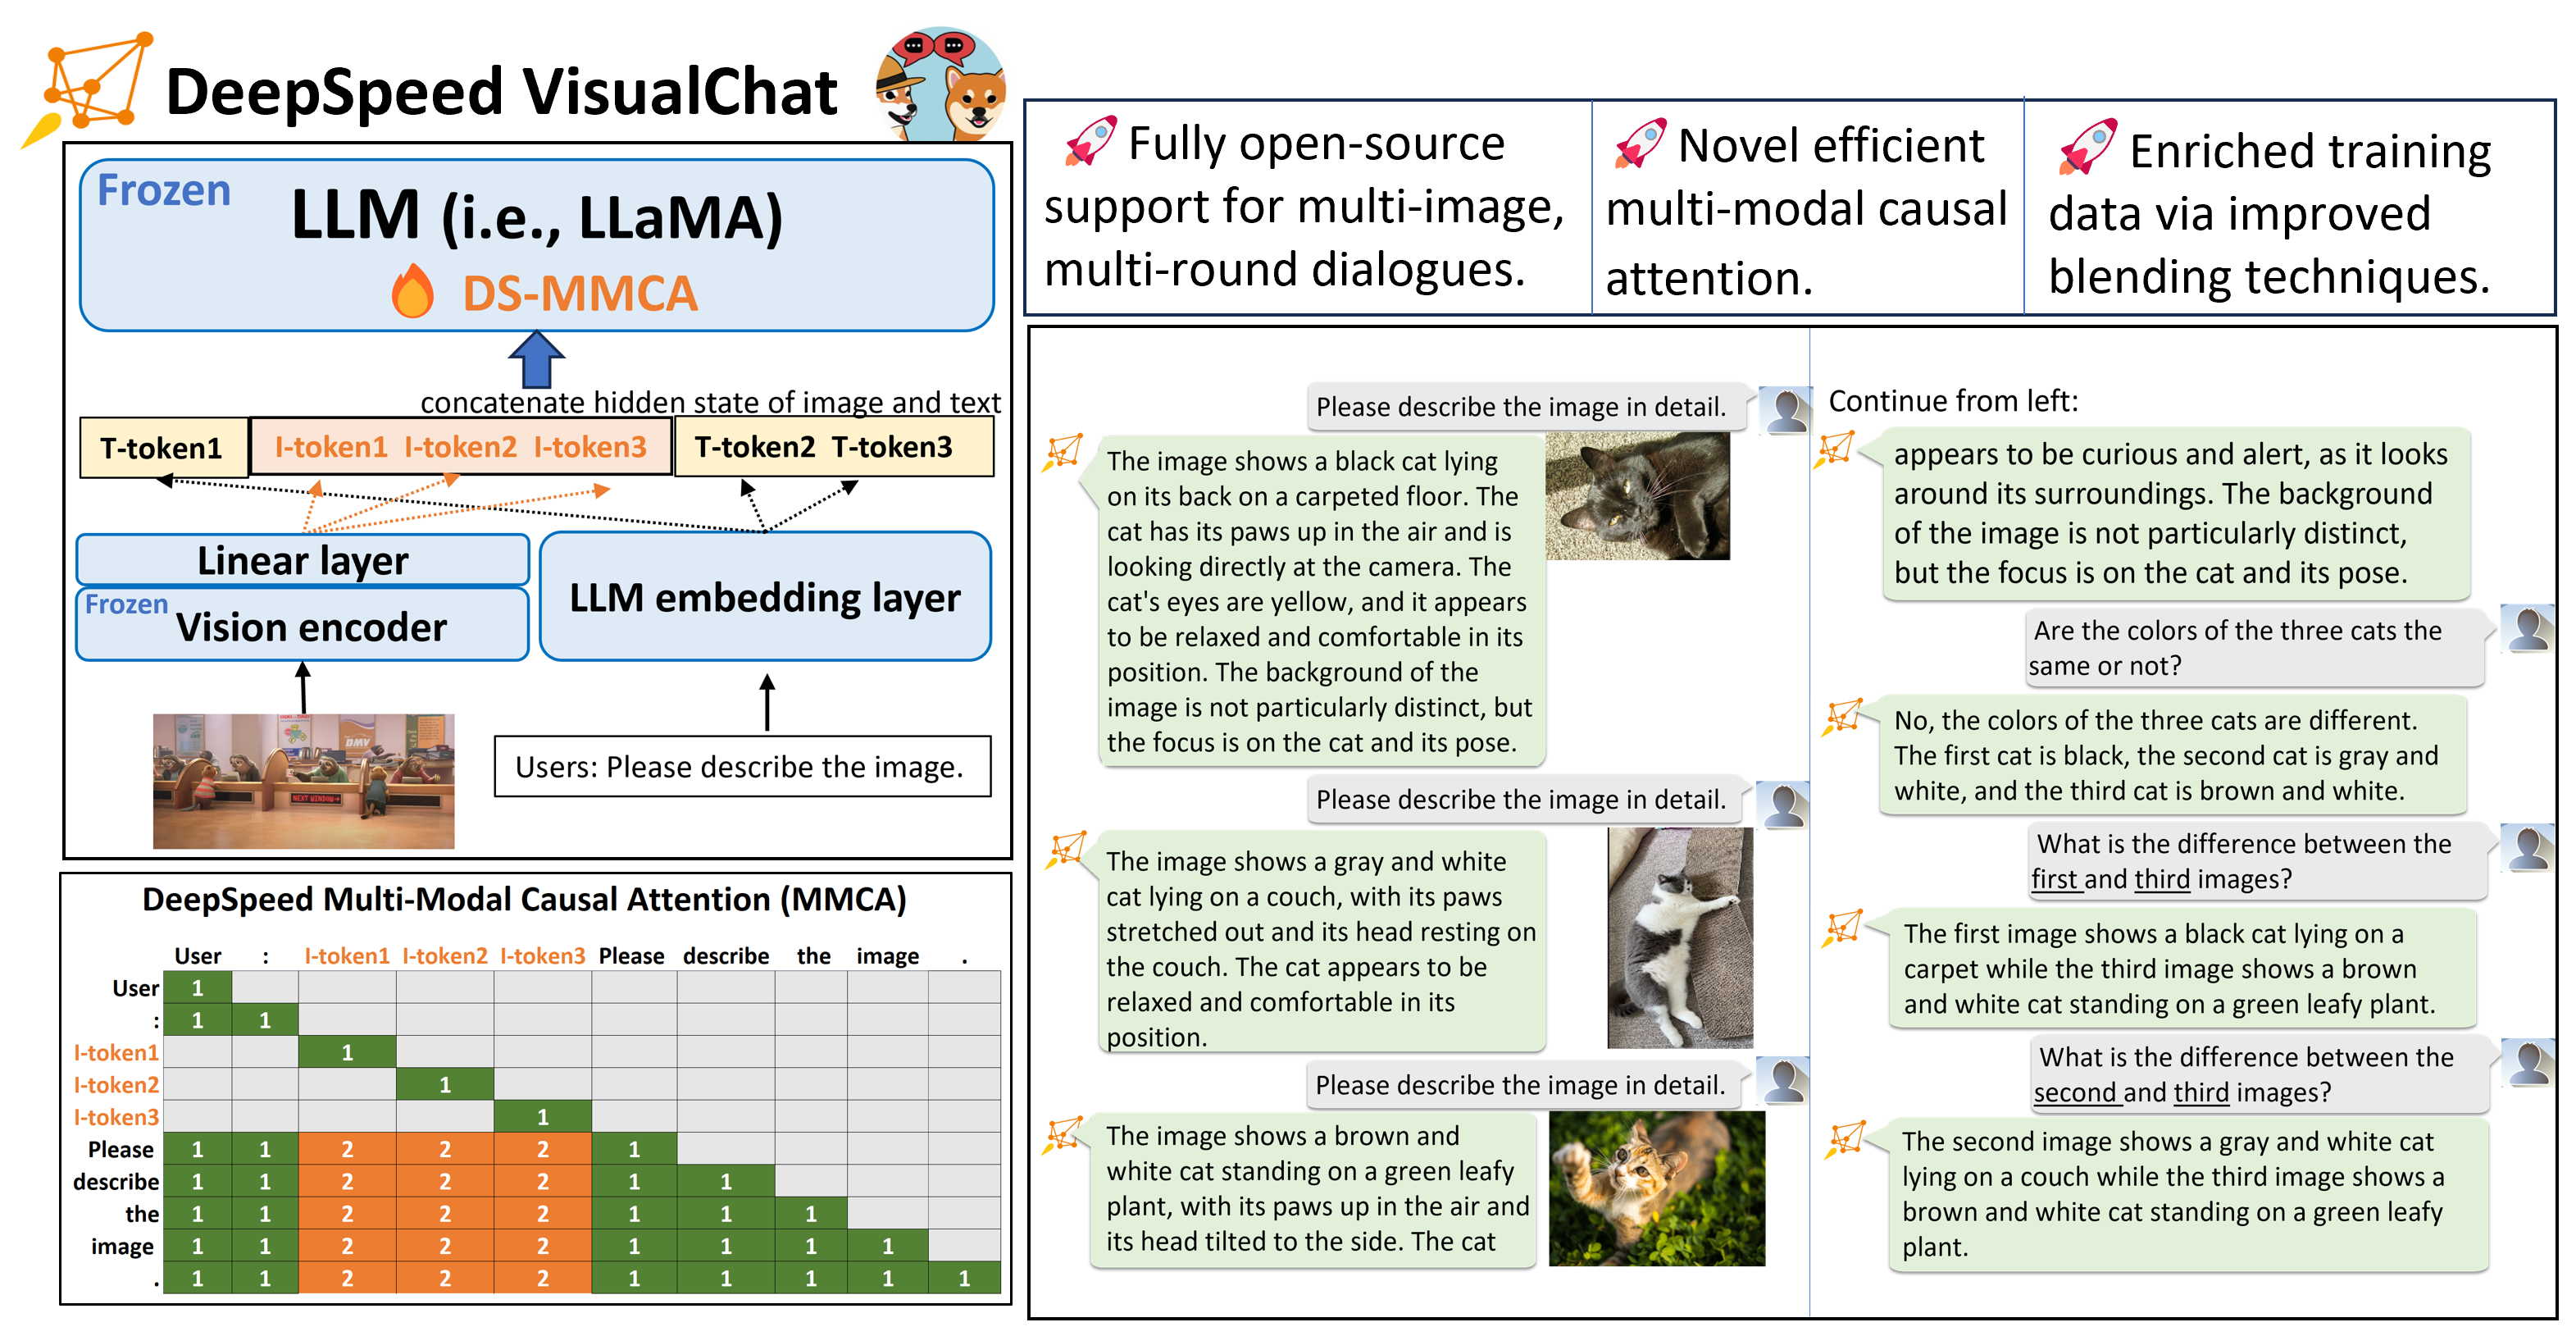 DeepSpeed VisualChat
Frozen
LLM (i.e., LLaMA)
DS-MMCA
concatenate hidden state of image and text
T-token1 I-token1 I-token2 I-token3 T-token2 T-token3
Linear layer
Frozen
Vision encoder
LLM embedding layer
DMV
NEXT WINDOW
Users: Please describe the image.
DeepSpeed Multi-Modal Causal Attention (MMCA)
User : I-token1 I-token2 I-token3 Please describe the image .
User 1
: 1 1
I-token1 1
I-token2 1
I-token3 1
Please 1 1 2 2 2 1
describe 1 1 2 2 2 1 1
the 1 1 2 2 2 1 1 1
image 1 1 2 2 2 1 1 1 1
. 1 1 2 2 2 1 1 1 1 1
Fully open-source
support for multi-image,
multi-round dialogues.
Novel efficient
multi-modal causal
attention.
Enriched training
data via improved
blending techniques.
Please describe the image in detail.
The image shows a black cat lying
on its back on a carpeted floor. The
cat has its paws up in the air and is
looking directly at the camera. The
cat's eyes are yellow, and it appears
to be relaxed and comfortable in its
position. The background of the
image is not particularly distinct, but
the focus is on the cat and its pose.
Please describe the image in detail.
The image shows a gray and white
cat lying on a couch, with its paws
stretched out and its head resting on
the couch. The cat appears to be
relaxed and comfortable in its
position.
Please describe the image in detail.
The image shows a brown and
white cat standing on a green leafy
plant, with its paws up in the air and
its head tilted to the side. The cat
Continue from left:
appears to be curious and alert, as it looks
around its surroundings. The background
of the image is not particularly distinct,
but the focus is on the cat and its pose.
Are the colors of the three cats the
same or not?
No, the colors of the three cats are different.
The first cat is black, the second cat is gray and
white, and the third cat is brown and white.
What is the difference between the
first and third images?
The first image shows a black cat lying on a
carpet while the third image shows a brown
and white cat standing on a green leafy plant.
What is the difference between the
second and third images?
The second image shows a gray and white cat
lying on a couch while the third image shows a
brown and white cat standing on a green leafy
plant.